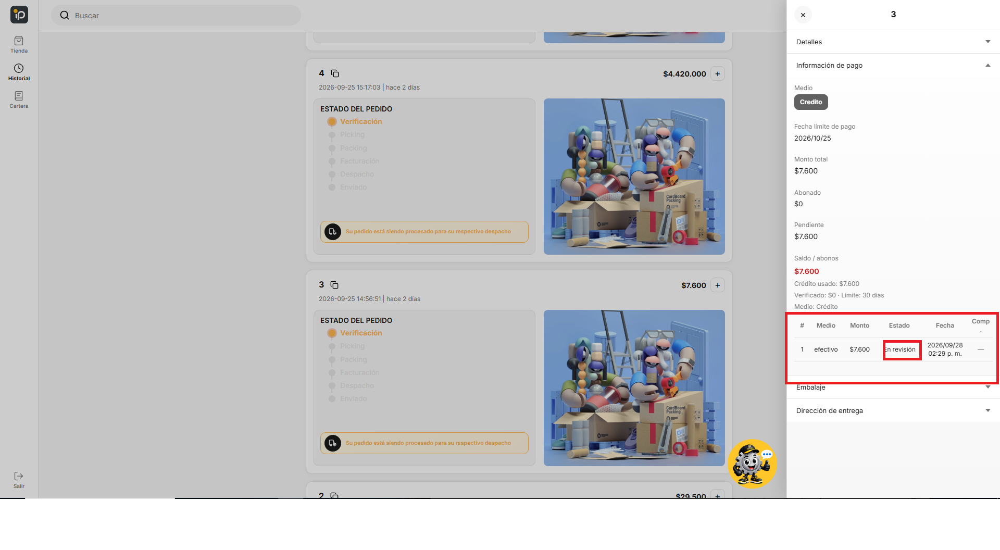 ip
Buscar
Tienda
Historial
Cartera
Salir
4
$4.420.000
+
2026-09-25 15:17:03 | hace 2 días
ESTADO DEL PEDIDO
Verificación
Picking
Packing
Facturación
Despacho
Enviado
Su pedido está siendo procesado para su respectivo despacho
CardBoard
Packing
3
$7.600
+
2026-09-25 14:56:51 | hace 2 días
ESTADO DEL PEDIDO
Verificación
Picking
Packing
Facturación
Despacho
Enviado
Su pedido está siendo procesado para su respectivo despacho
CardBoard
Packing
2
$29.500
+
3
Detalles
Información de pago
Medio
Credito
Fecha límite de pago
2026/10/25
Monto total
$7.600
Abonado
$0
Pendiente
$7.600
Saldo / abonos
$7.600
Crédito usado: $7.600
Verificado: $0 · Límite: 30 días
Medio: Crédito
# Medio Monto Estado Fecha Comp
.
1 efectivo $7.600 En revisión 2026/09/28
02:29 p. m. —
Embalaje
Dirección de entrega